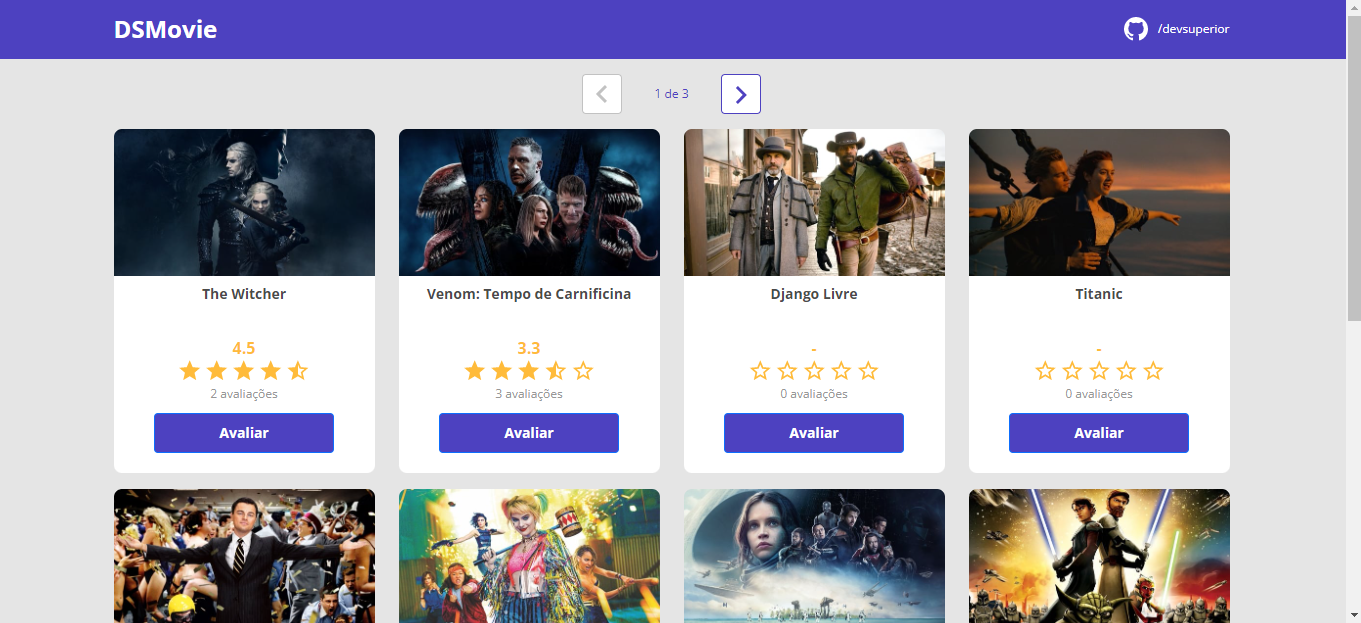 DSMovie
/devsuperior
1 de 3
The Witcher
Venom: Tempo de Carnificina
Django Livre
Titanic
4.5
3.3
-
-
2 avaliações
3 avaliações
0 avaliações
0 avaliações
Avaliar
Avaliar
Avaliar
Avaliar